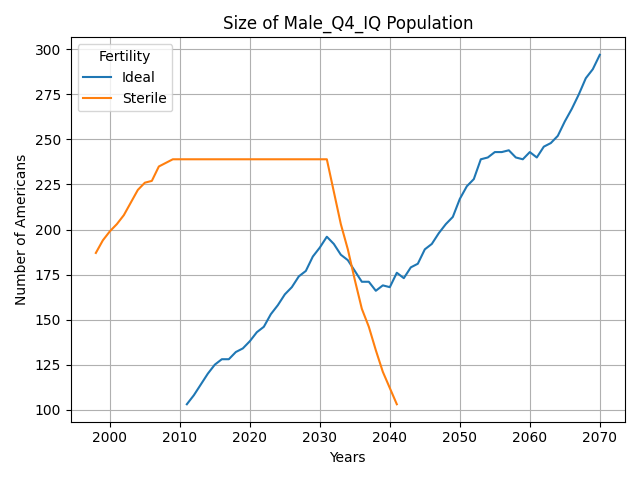 Size of Male_Q4_IQ Population
Fertility
Ideal
Sterile
Number of Americans
300
275
250
225
200
175
150
125
100
2000
2010
2020
2030
2040
2050
2060
2070
Years